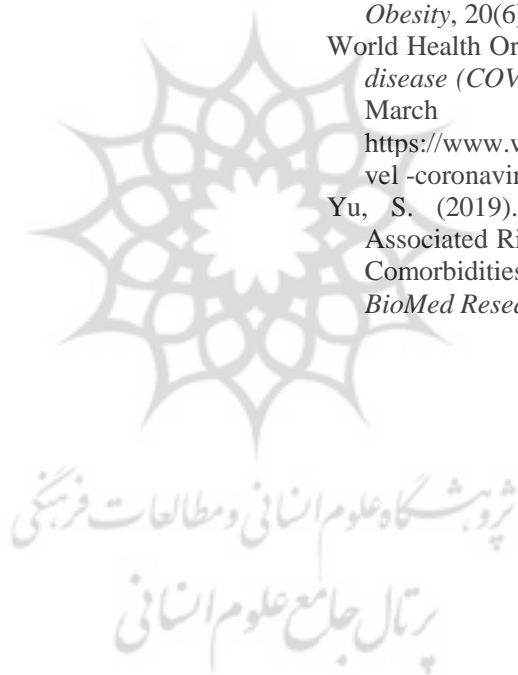 Obesity, 20(6)
World Health Or
disease (COV
March
https://www.w
vel -coronavir
Yu, S. (2019).
Associated Ri
Comorbidities
BioMed Resea
پژوهشگاه علوم انسانی و مطالعات فرهنگی
پرتال جامع علوم انسانی